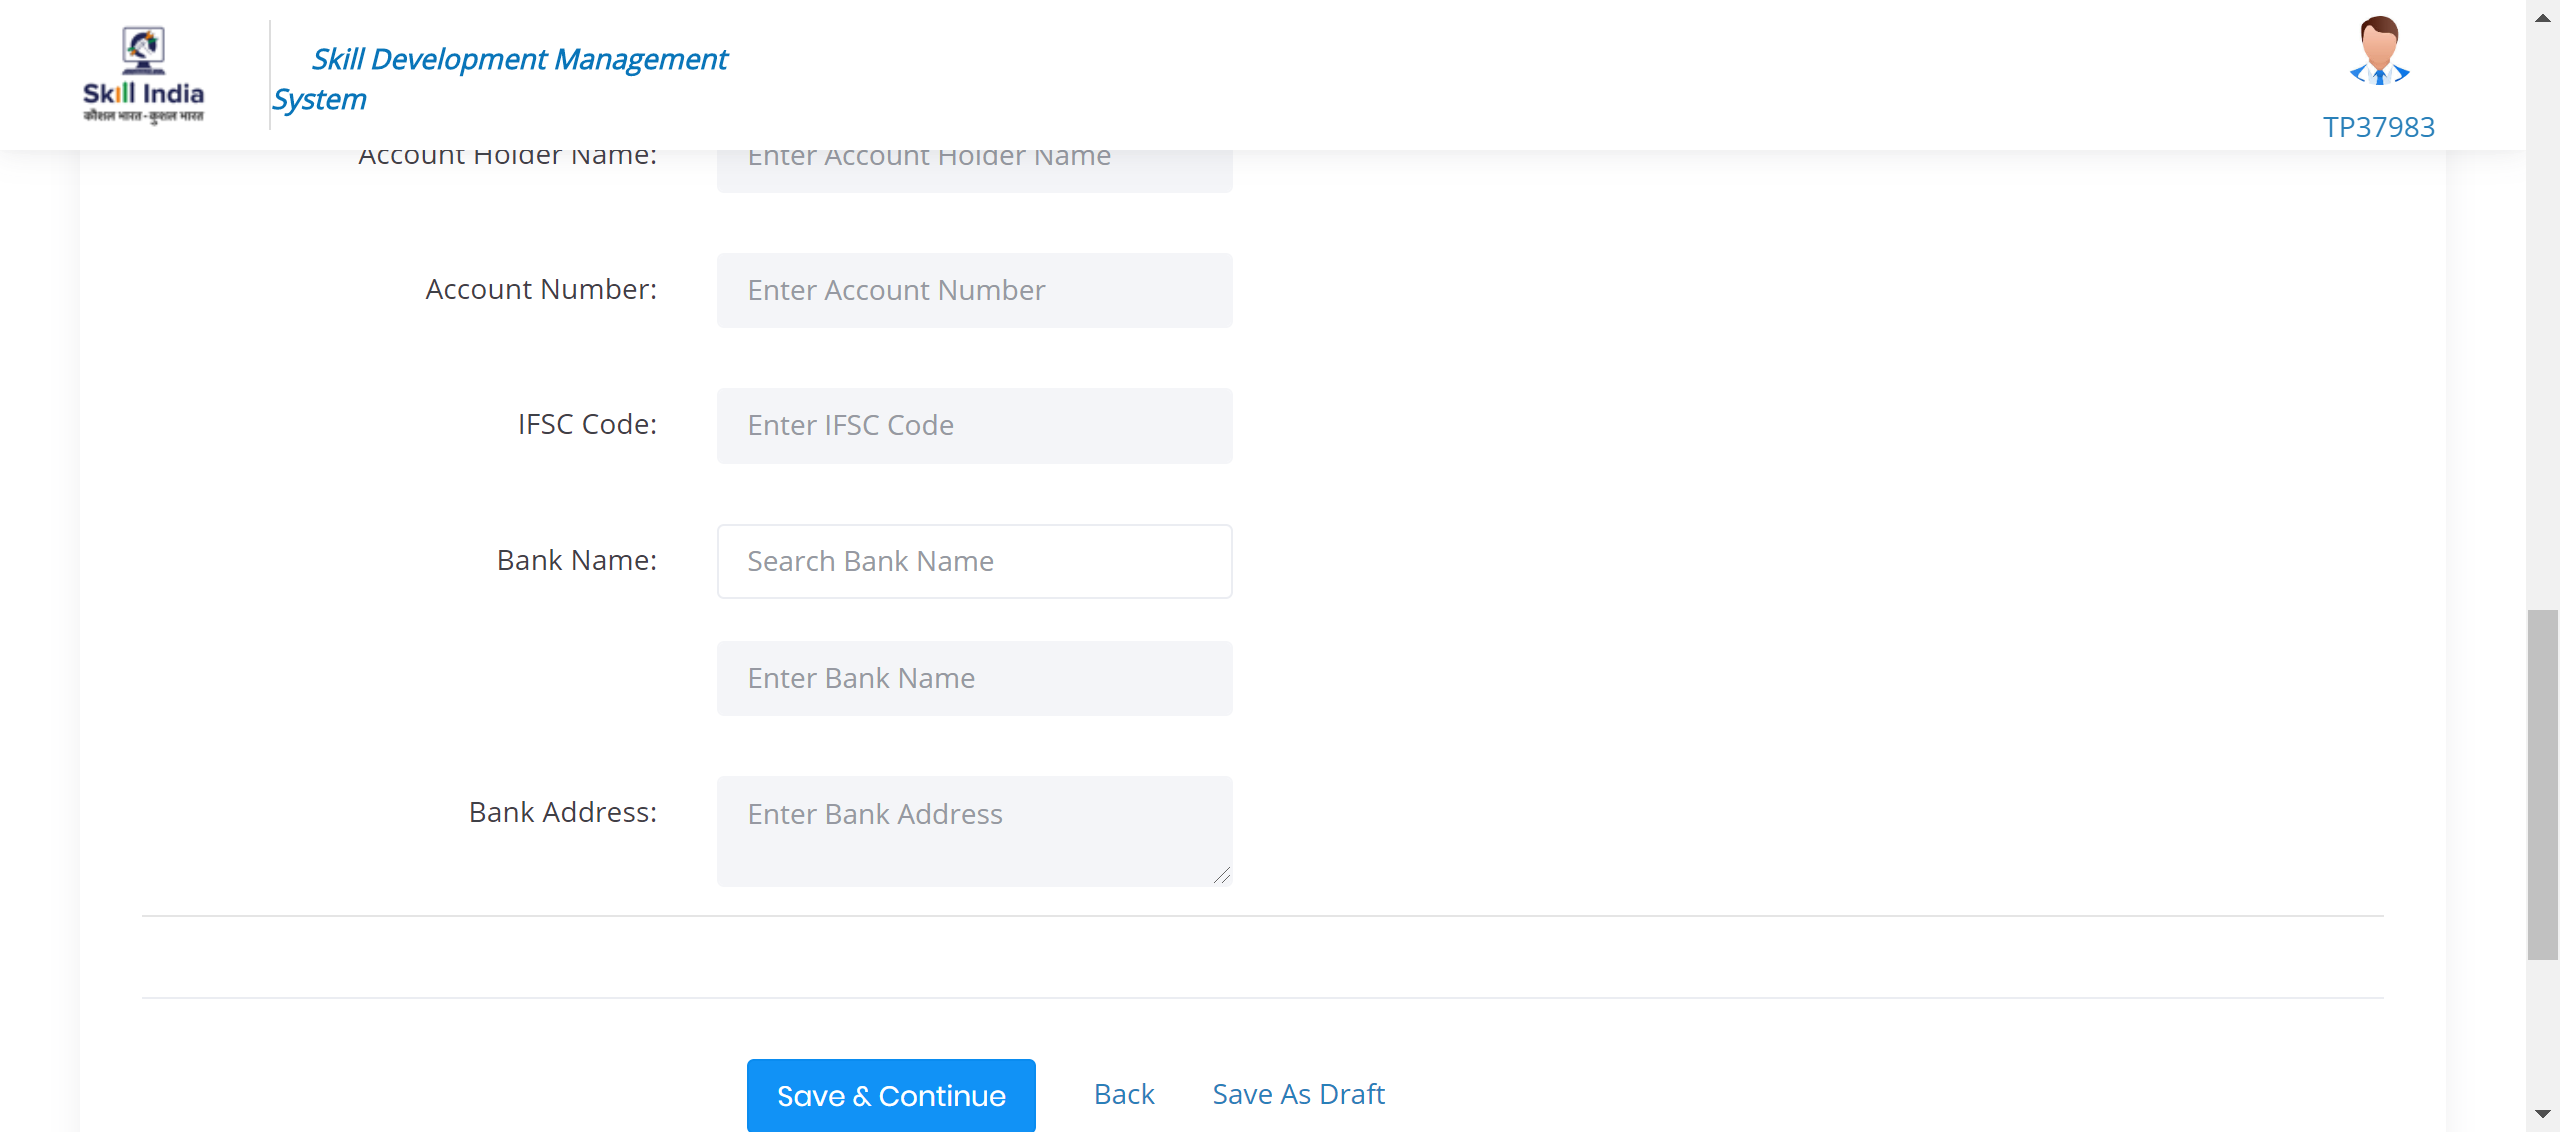 Skill India
कौशल भारत - कुशल भारत
Skill Development Management
System
TP37983
Account Holder Name:
Enter Account Holder Name
Account Number:
Enter Account Number
IFSC Code:
Enter IFSC Code
Bank Name:
Search Bank Name
Enter Bank Name
Bank Address:
Enter Bank Address
Save & Continue
Back
Save As Draft